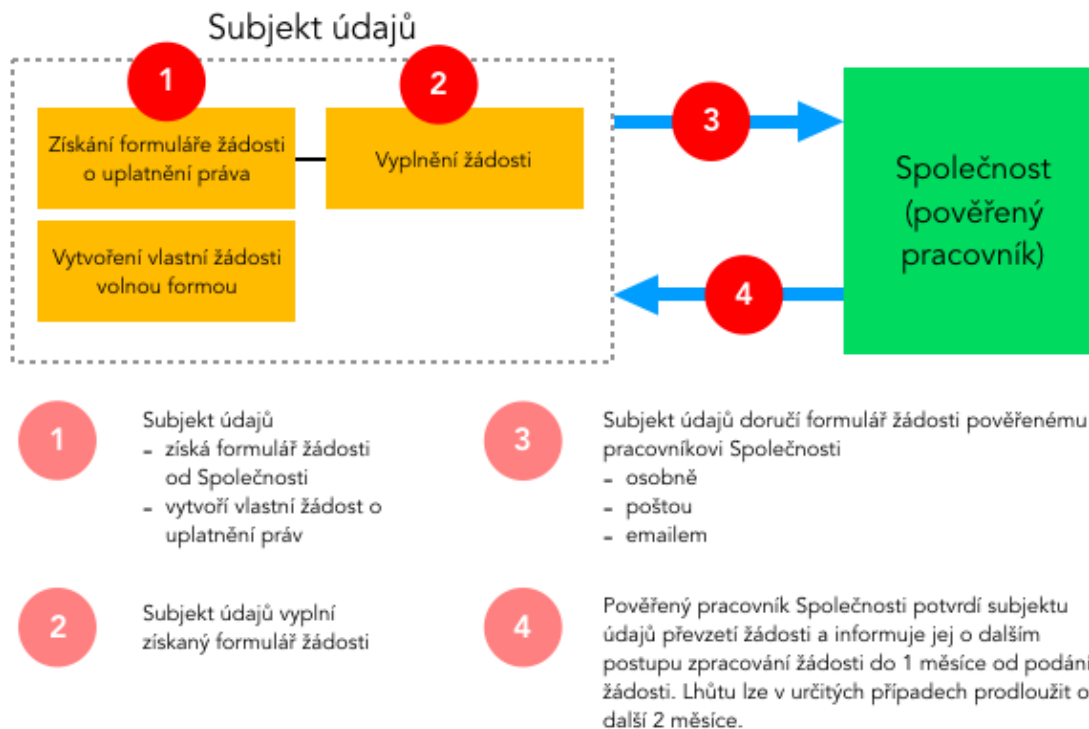 Subjekt údajů
1
2
Získání formuláře žádosti
o uplatnění práva
Vyplnění žádosti
Vytvoření vlastní žádosti
volnou formou
3
4
Společnost
(pověřený
pracovník)
1
Subjekt údajů
- získá formulář žádosti
od Společnosti
- vytvoří vlastní žádost o
uplatnění práv
2
Subjekt údajů vyplní
získaný formulář žádosti
3
Subjekt údajů doručí formulář žádosti pověřenému
pracovníkovi Společnosti
- osobně
- poštou
- emailem
4
Pověřený pracovník Společnosti potvrdí subjektu
údajů převzetí žádosti a informuje jej o dalším
postupu zpracování žádosti do 1 měsíce od podání
žádosti. Lhůtu lze v určitých případech prodloužit o
další 2 měsíce.